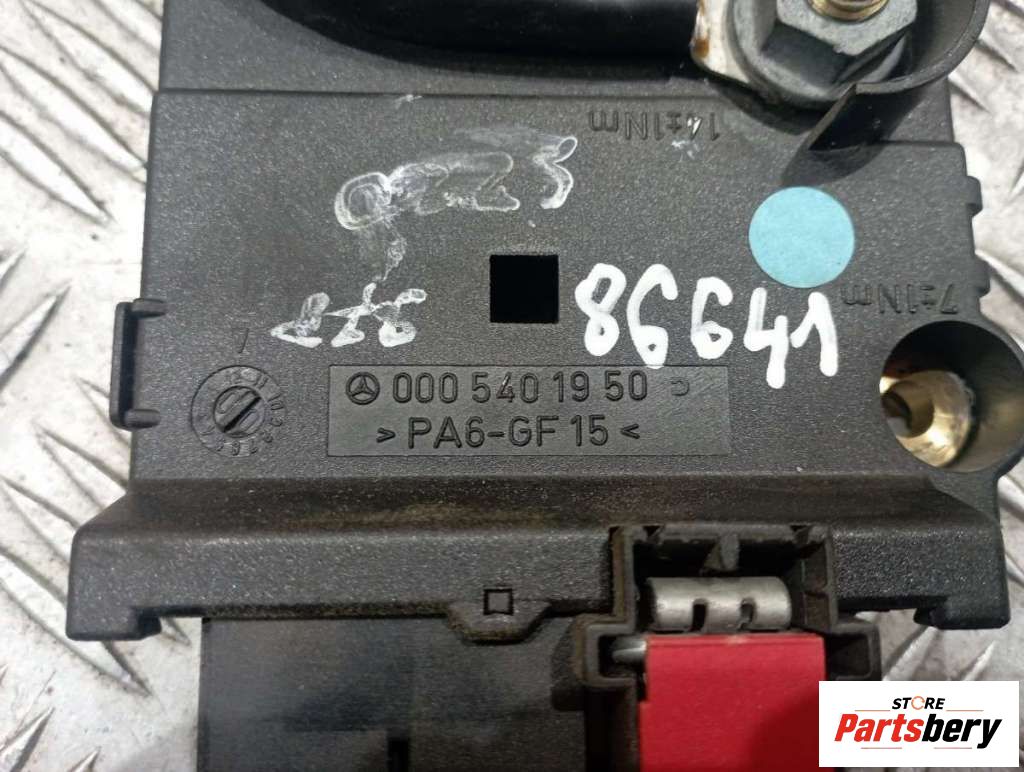 14±1Nm
86641
7±1Nm
000 540 19 50
>PA6-GF15<
STORE
Partsbery